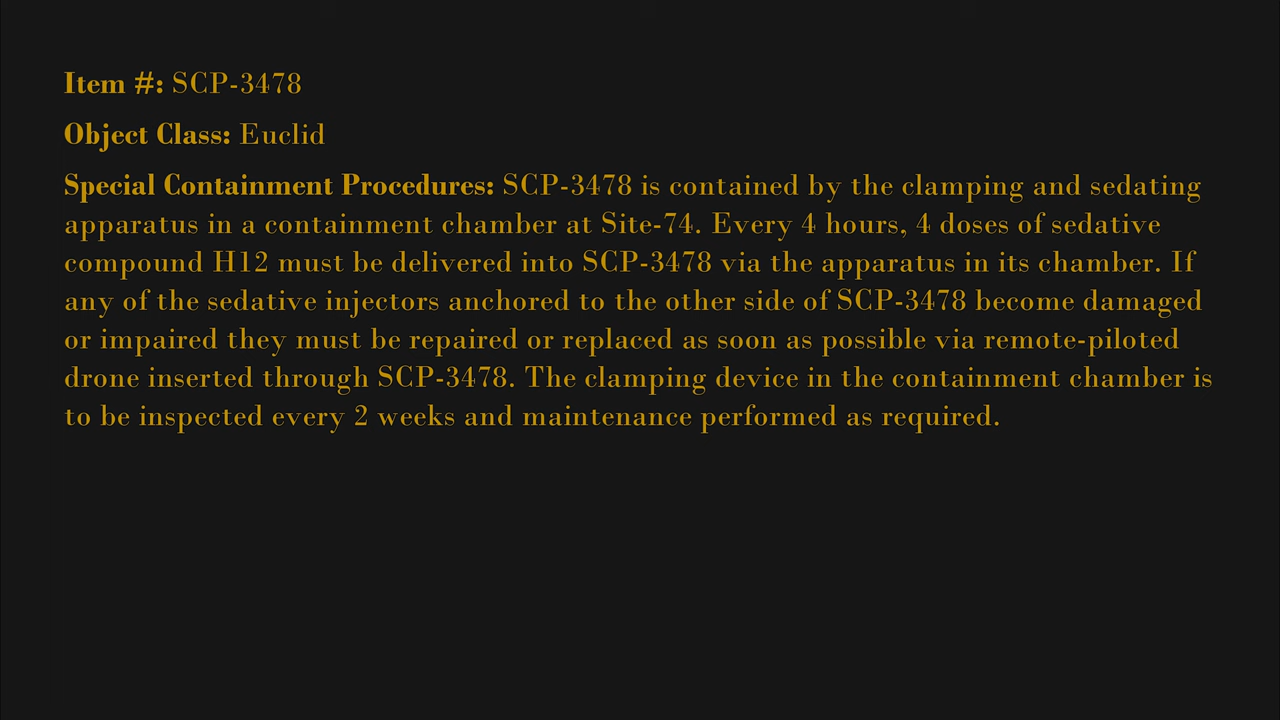 Item #: SCP-3478
Object Class: Euclid
Special Containment Procedures: SCP-3478 is contained by the clamping and sedating
apparatus in a containment chamber at Site-74. Every 4 hours, 4 doses of sedative
compound H12 must be delivered into SCP-3478 via the apparatus in its chamber. If
any of the sedative injectors anchored to the other side of SCP-3478 become damaged
or impaired they must be repaired or replaced as soon as possible via remote-piloted
drone inserted through SCP-3478. The clamping device in the containment chamber is
to be inspected every 2 weeks and maintenance performed as required.